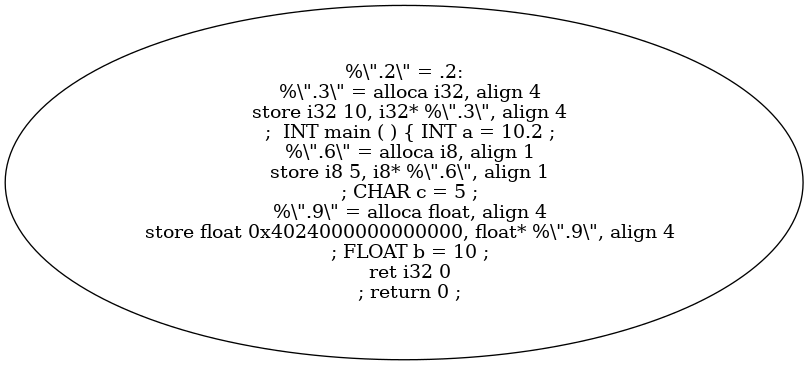 %\".2\" = .2:
%\".3\" = alloca i32, align 4
store i32 10, i32* %\".3\", align 4
;  INT main ( ) { INT a = 10.2 ;
%\".6\" = alloca i8, align 1
store i8 5, i8* %\".6\", align 1
; CHAR c = 5 ;
%\".9\" = alloca float, align 4
store float 0x4024000000000000, float* %\".9\", align 4
; FLOAT b = 10 ;
ret i32 0
; return 0 ;